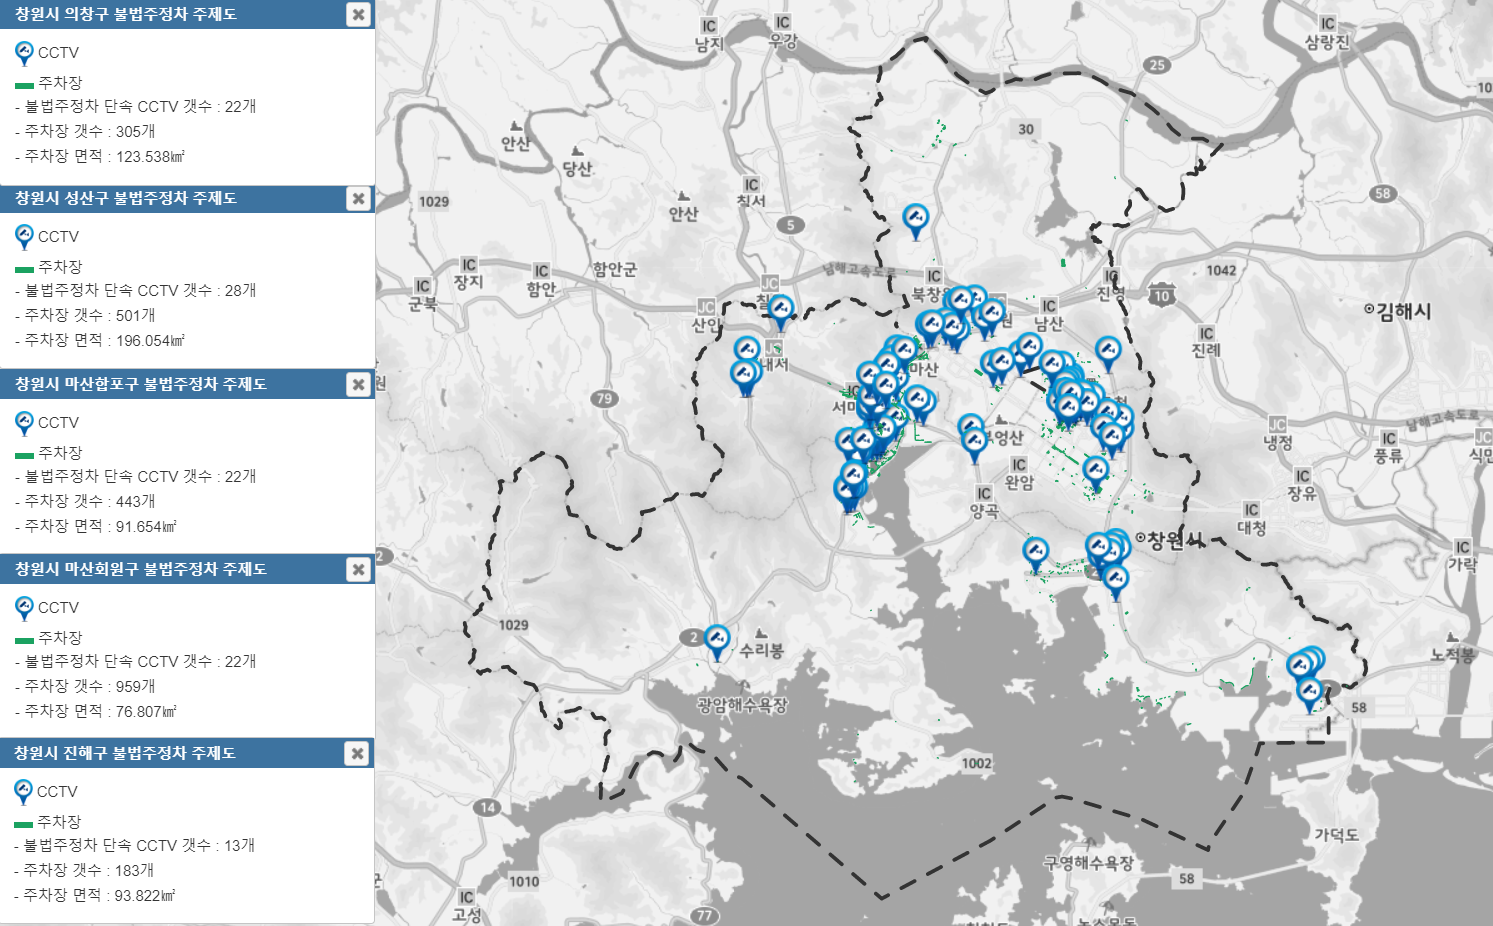 창원시 의창구 불법주정차 주제도
CCTV
주차장
- 불법주정차 단속 CCTV 갯수 : 22개
- 주차장 갯수 : 305개
- 주차장 면적 : 123.538㎢
창원시 성산구 불법주정차 주제도
CCTV
주차장
- 불법주정차 단속 CCTV 갯수 : 28개
- 주차장 갯수 : 501개
- 주차장 면적 : 196.054㎢
창원시 마산합포구 불법주정차 주제도
CCTV
주차장
- 불법주정차 단속 CCTV 갯수 : 22개
- 주차장 갯수 : 443개
- 주차장 면적 : 91.654㎢
창원시 마산회원구 불법주정차 주제도
CCTV
주차장
- 불법주정차 단속 CCTV 갯수 : 22개
- 주차장 갯수 : 959개
- 주차장 면적 : 76.807㎢
창원시 진해구 불법주정차 주제도
CCTV
주차장
- 불법주정차 단속 CCTV 갯수 : 13개
- 주차장 갯수 : 183개
- 주차장 면적 : 93.822㎢
IC
남지
IC
우강
IC
삼랑진
25
10
30
안산
당산
58
1029
IC
칠서
안산
5
함안군
남해고속도로
1042
IC
군북
IC
장지
IC
함안
JC
산인
JC
IC
북창원
IC
남산
IC
진영
10
김해시
IC
진례
JC
내서
마산
79
JC
냉정
남해고속도로
IC
풍류
JC
IC
완암
IC
양곡
IC
장유
IC
대청
창원시
IC
가락
2
1029
2
수리봉
노적봉
광암해수욕장
58
1002
14
가덕도
구영해수욕장
58
1010
IC
고성
77